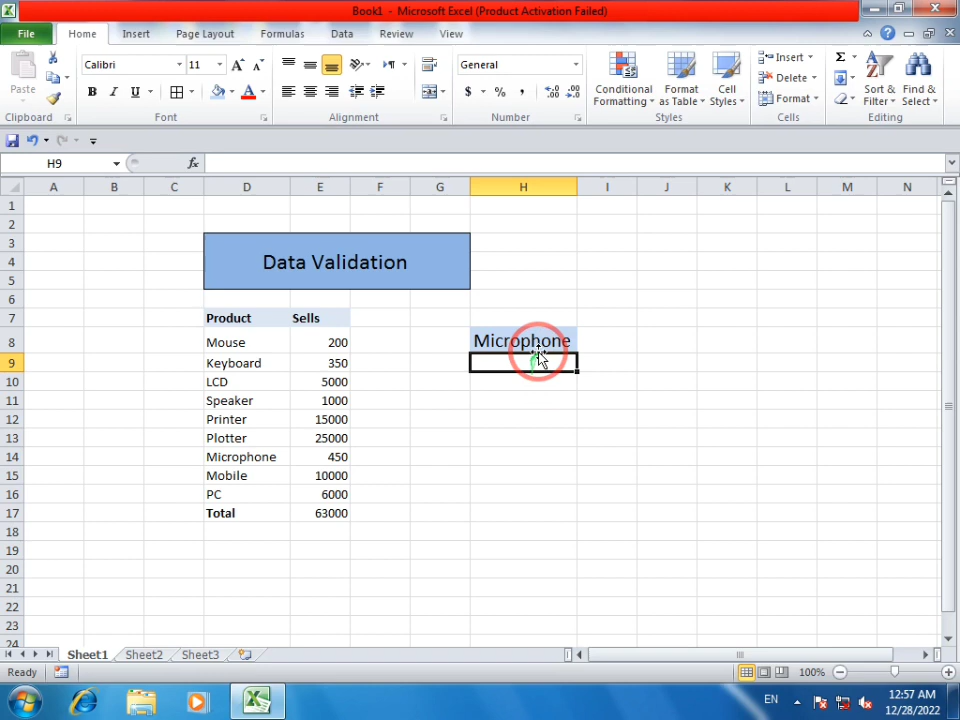 Book1 - Microsoft Excel (Product Activation Failed)
File Home Insert Page Layout Formulas Data Review View
Paste
Calibri 11
General
Conditional Formatting
Format as Table
Cell Styles
Insert
Delete
Format
Sort & Filter
Find & Select
Clipboard Font Alignment Number Styles Cells Editing
H9 fx
A B C D E F G H I J K L M N
1
2
3
4 Data Validation
5
6
7 Product Sells
8 Mouse 200 Microphone
9 Keyboard 350
10 LCD 5000
11 Speaker 1000
12 Printer 15000
13 Plotter 25000
14 Microphone 450
15 Mobile 10000
16 PC 6000
17 Total 63000
18
19
20
21
22
23
24
Sheet1 Sheet2 Sheet3
Ready 100%
EN 12:57 AM
12/28/2022